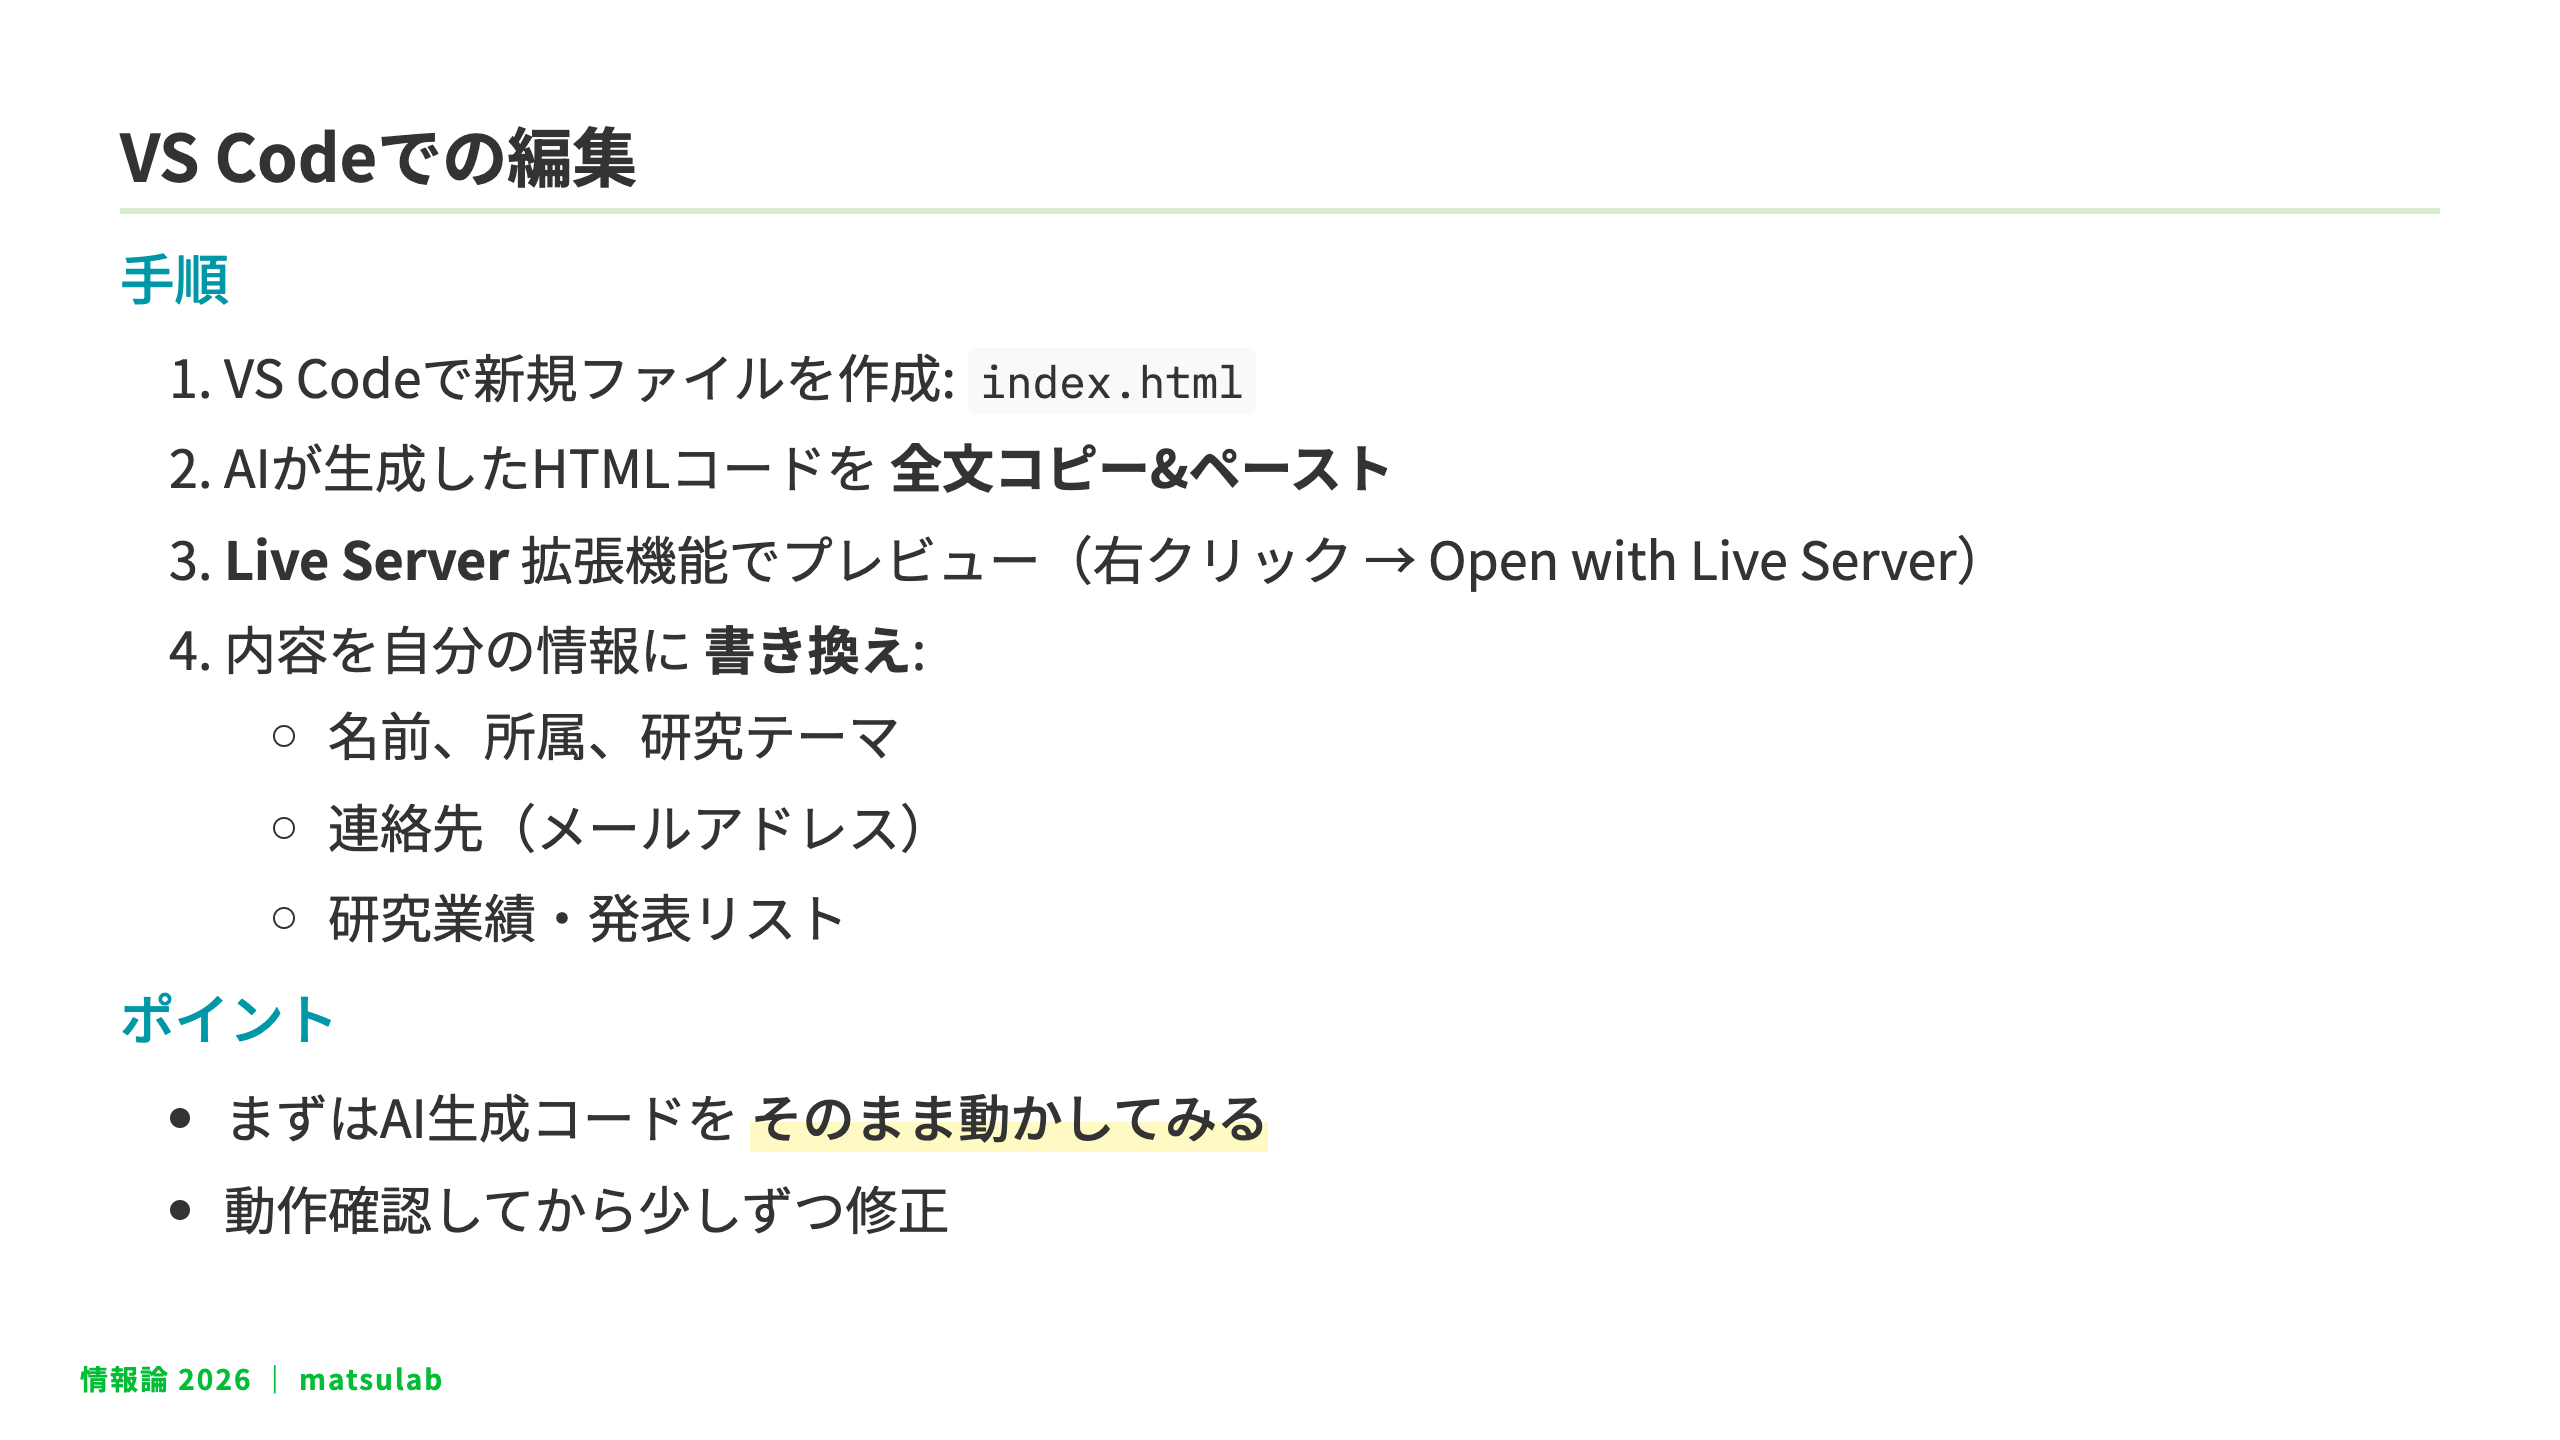 VS Codeでの編集
手順
1. VS Codeで新規ファイルを作成: index.html
2. AIが生成したHTMLコードを 全文コピー&ペースト
3. Live Server 拡張機能でプレビュー（右クリック → Open with Live Server）
4. 内容を自分の情報に 書き換え:
○ 名前、所属、研究テーマ
○ 連絡先（メールアドレス）
○ 研究業績・発表リスト
ポイント
● まずはAI生成コードを そのまま動かしてみる
● 動作確認してから少しずつ修正
情報論 2026 ｜ matsulab